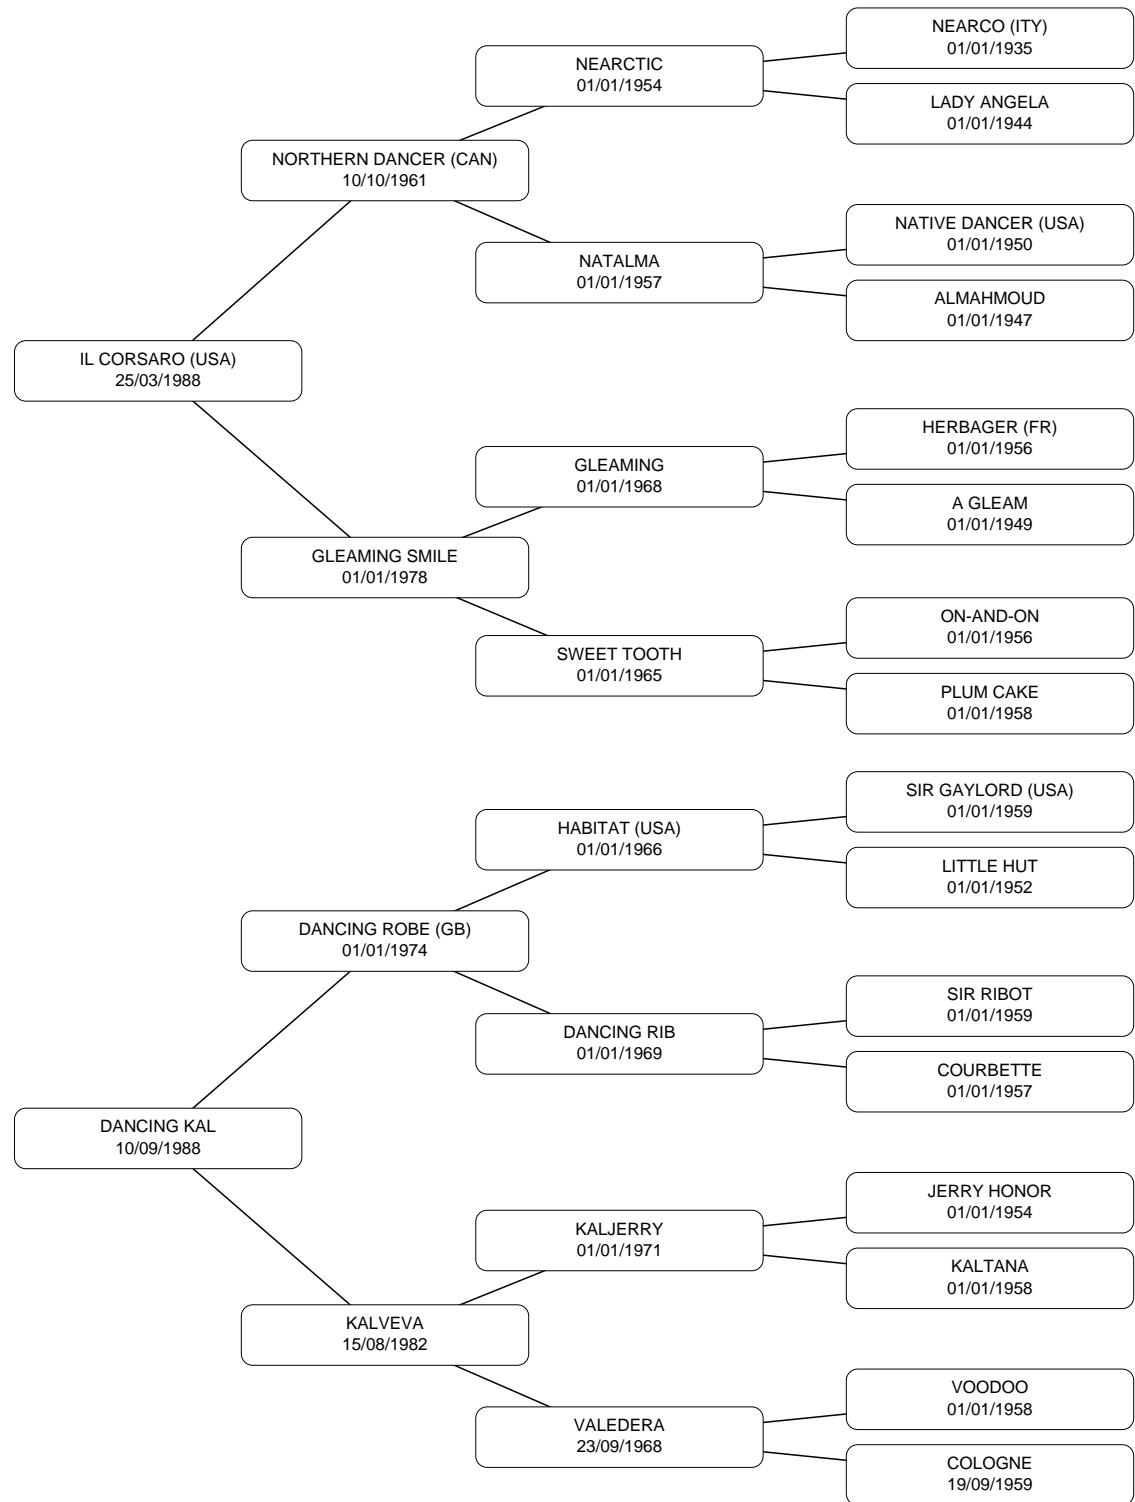 NEARCO (ITY)
01/01/1935
NEARCTIC
01/01/1954
LADY ANGELA
01/01/1944
NORTHERN DANCER (CAN)
10/10/1961
NATIVE DANCER (USA)
01/01/1950
NATALMA
01/01/1957
ALMAHMOUD
01/01/1947
IL CORSARO (USA)
25/03/1988
HERBAGER (FR)
01/01/1956
GLEAMING
01/01/1968
A GLEAM
01/01/1949
GLEAMING SMILE
01/01/1978
ON-AND-ON
01/01/1956
SWEET TOOTH
01/01/1965
PLUM CAKE
01/01/1958
SIR GAYLORD (USA)
01/01/1959
HABITAT (USA)
01/01/1966
LITTLE HUT
01/01/1952
DANCING ROBE (GB)
01/01/1974
SIR RIBOT
01/01/1959
DANCING RIB
01/01/1969
COURBETTE
01/01/1957
DANCING KAL
10/09/1988
JERRY HONOR
01/01/1954
KALJERRY
01/01/1971
KALTANA
01/01/1958
KALVEVA
15/08/1982
VOODOO
01/01/1958
VALEDERA
23/09/1968
COLOGNE
19/09/1959